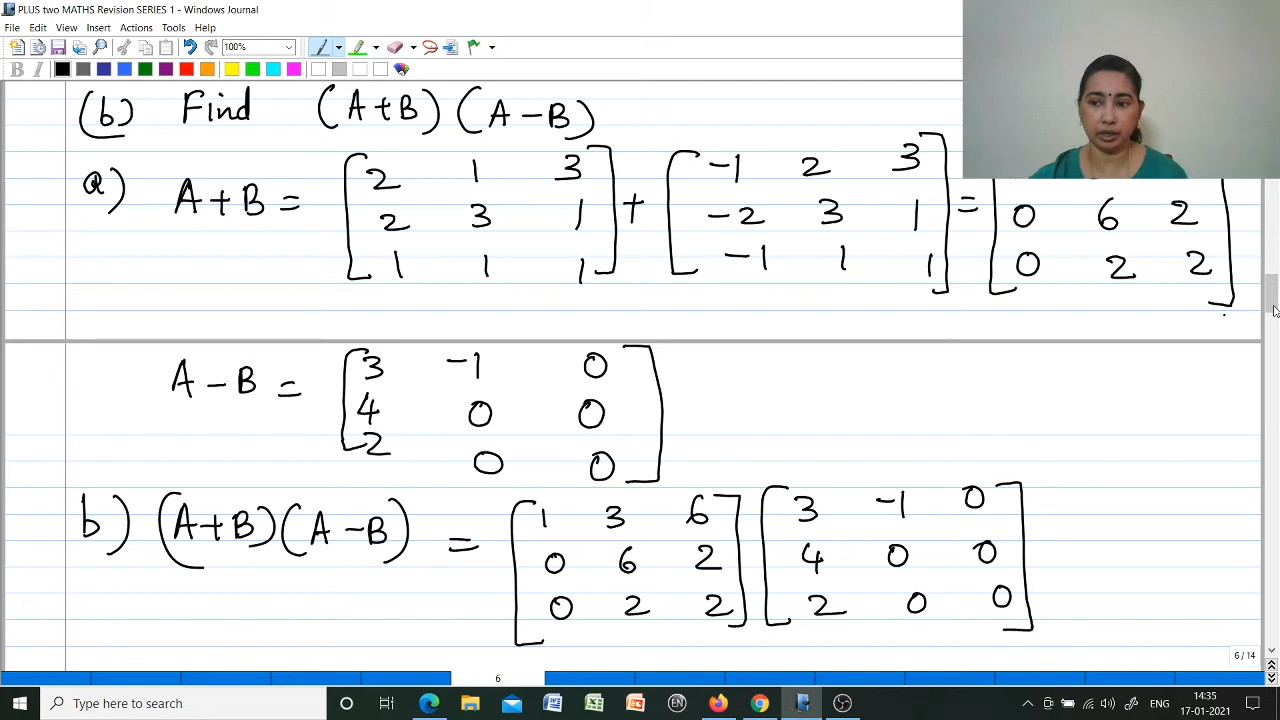 PLUS two MATHS Revision SERIES 1 - Windows Journal
File Edit View Insert Actions Tools Help
100%
B I
(b) Find (A+B)(A-B)
a) A+B = [2 1 3] + [-1 2 3] =
[2 3 1] [-2 3 1] [0 6 2]
[1 1 1] [-1 1 1] [0 2 2]
A-B = [3 -1 0]
[4 0 0]
[2 0 0]
b) (A+B)(A-B) = [1 3 6] [3 -1 0]
[0 6 2] [4 0 0]
[0 2 2] [2 0 0]
6 / 14
6
Type here to search
EN
ENG
14:35
17-01-2021